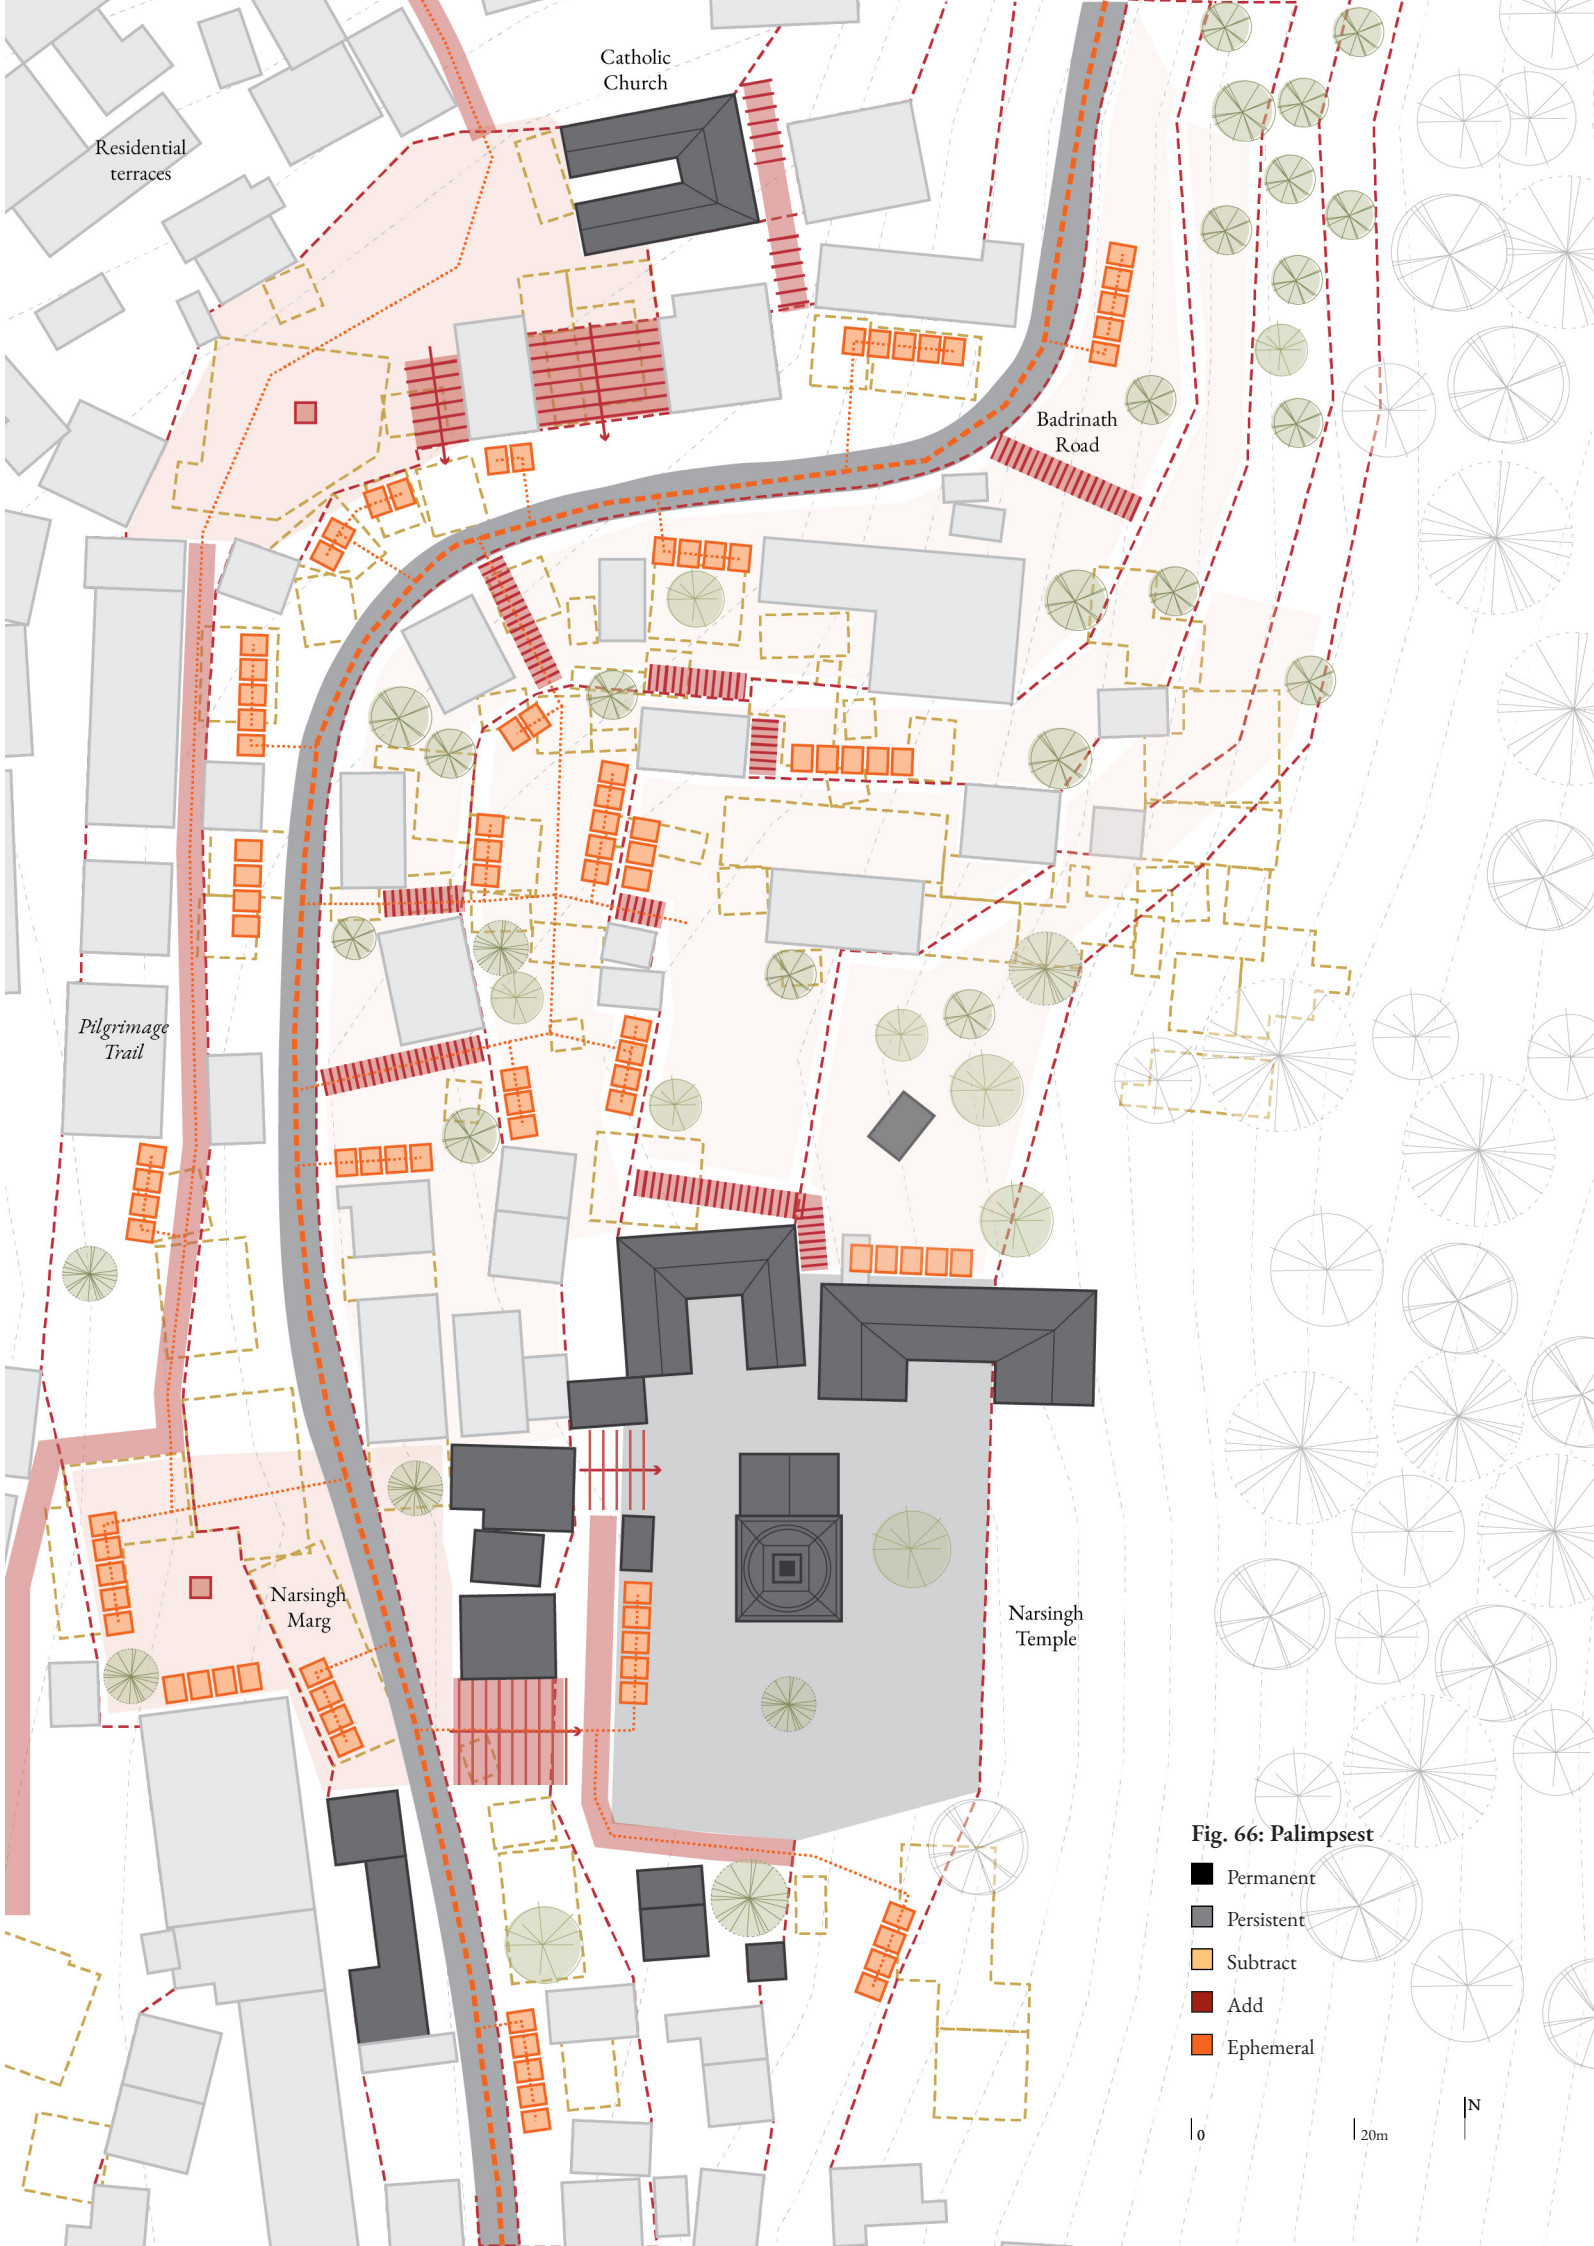 Catholic
Church
Residential
terraces
Badrinath
Road
Pilgrimage
Trail
Narsingh
Marg
Narsingh
Temple
Fig. 66: Palimpsest
Permanent
Persistent
Subtract
Add
Ephemeral
N
0 20m